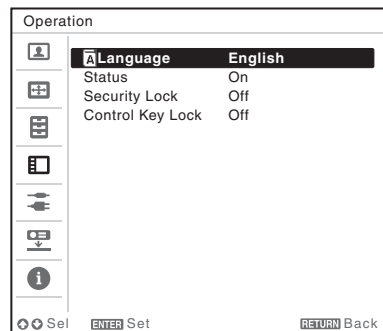 Operation
A Language English
Status On
Security Lock Off
Control Key Lock Off
Sel ENTER Set RETURN Back